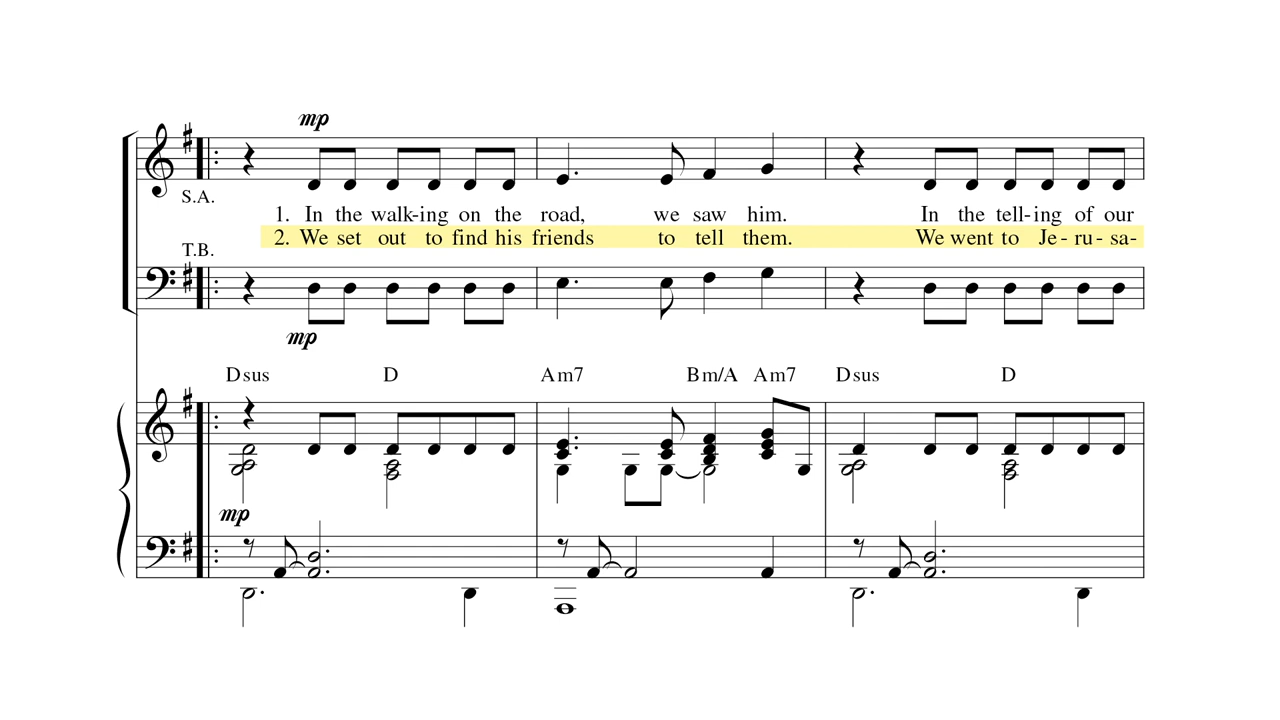 mp
S.A.
1. In the walk-ing on the road, we saw him. In the tell-ing of our
2. We set out to find his friends to tell them. We went to Je-ru-sa-
T.B.
mp
Dsus D Am7 Bm/A Am7 Dsus D
mp